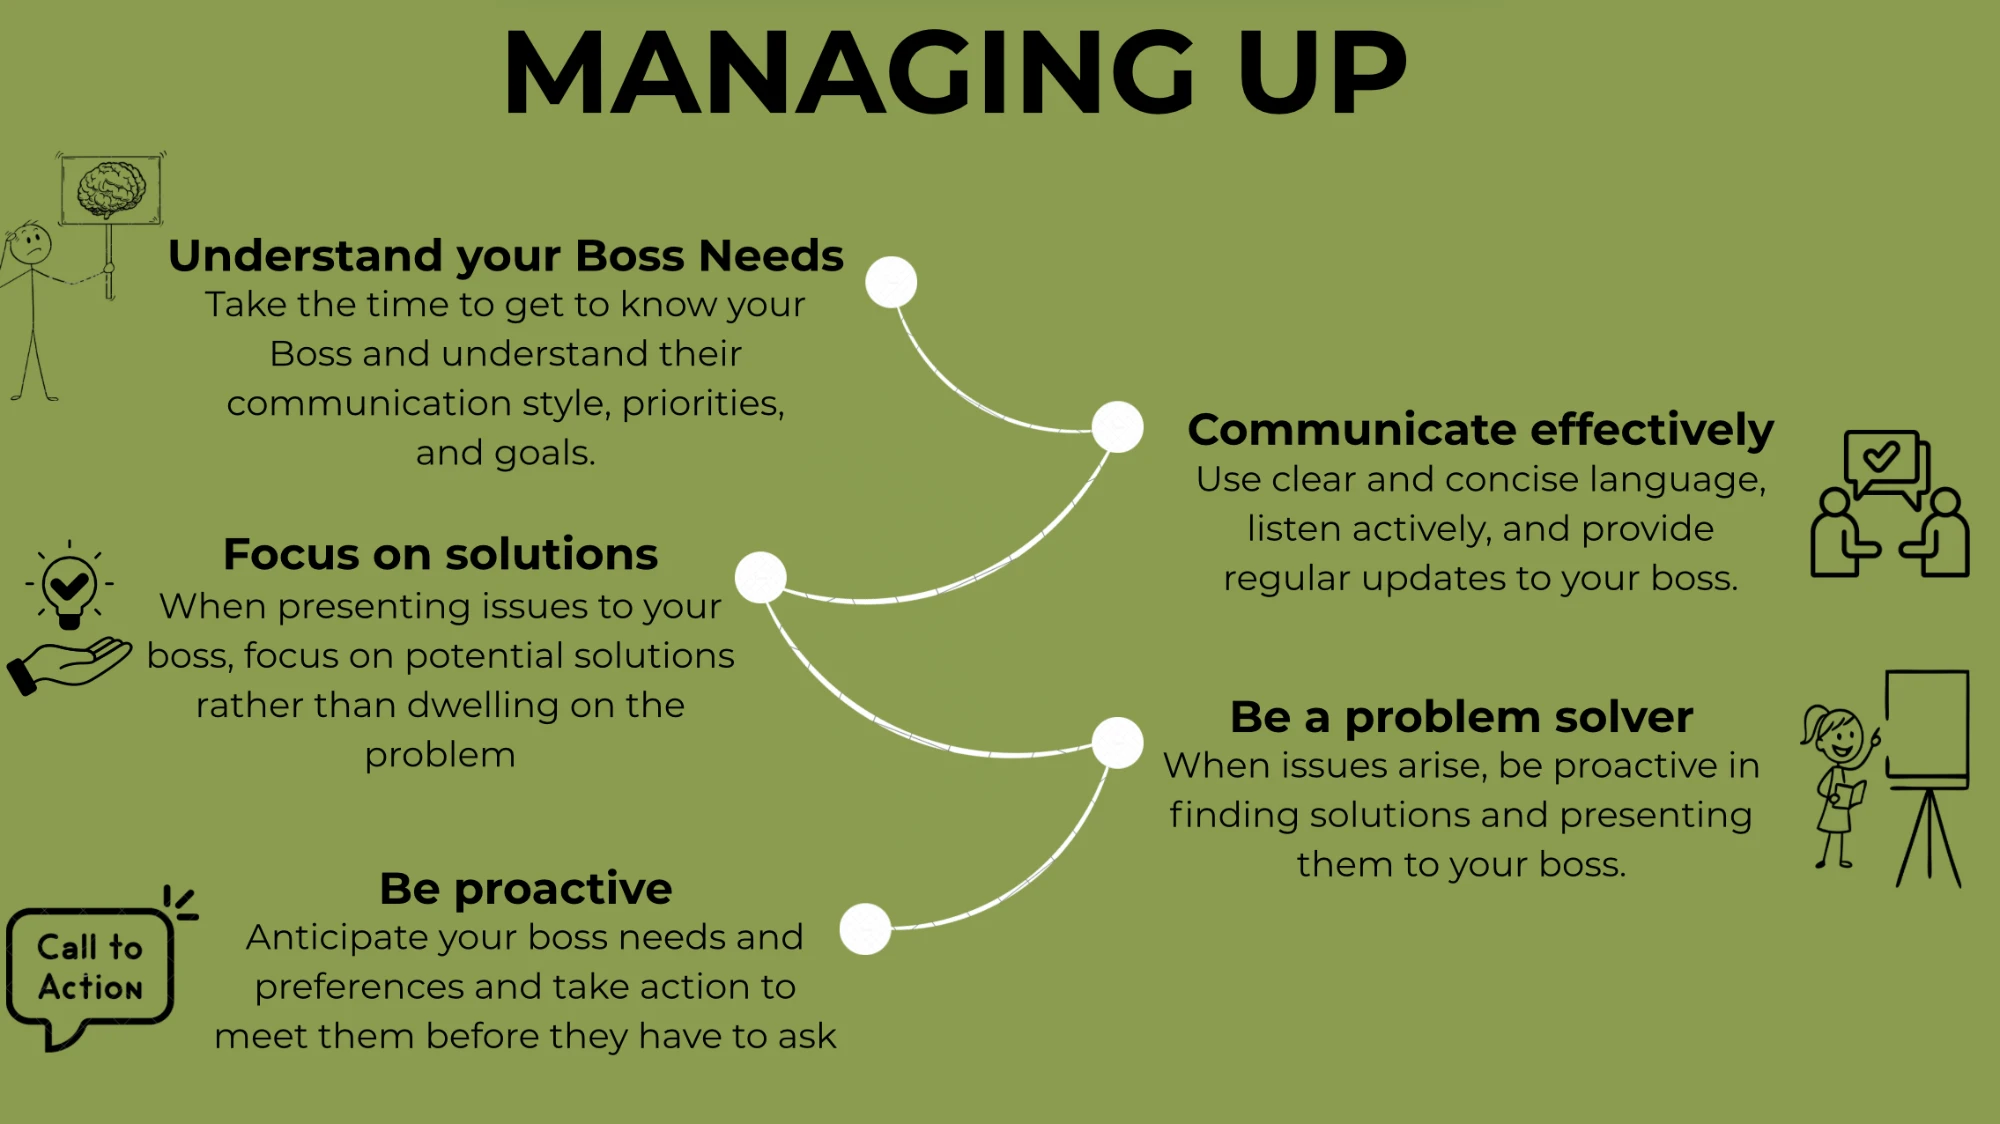 MANAGING UP
Understand your Boss Needs
Take the time to get to know your
Boss and understand their
communication style, priorities,
and goals.
Communicate effectively
Use clear and concise language,
listen actively, and provide
regular updates to your boss.
Focus on solutions
When presenting issues to your
boss, focus on potential solutions
rather than dwelling on the
problem
Be a problem solver
When issues arise, be proactive in
finding solutions and presenting
them to your boss.
Be proactive
Anticipate your boss needs and
preferences and take action to
meet them before they have to ask
Call to
Action